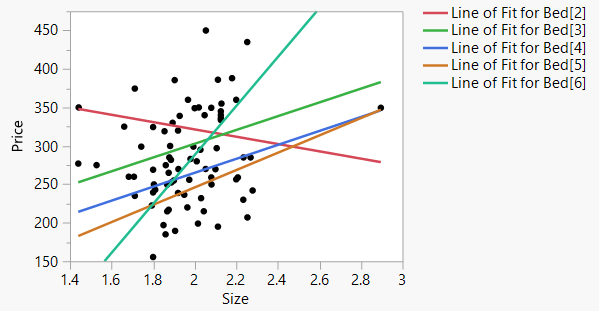 Line of Fit for Bed[2]
Line of Fit for Bed[3]
Line of Fit for Bed[4]
Line of Fit for Bed[5]
Line of Fit for Bed[6]
Price
450
400
350
300
250
200
150
1.4 1.6 1.8 2 2.2 2.4 2.6 2.8 3
Size